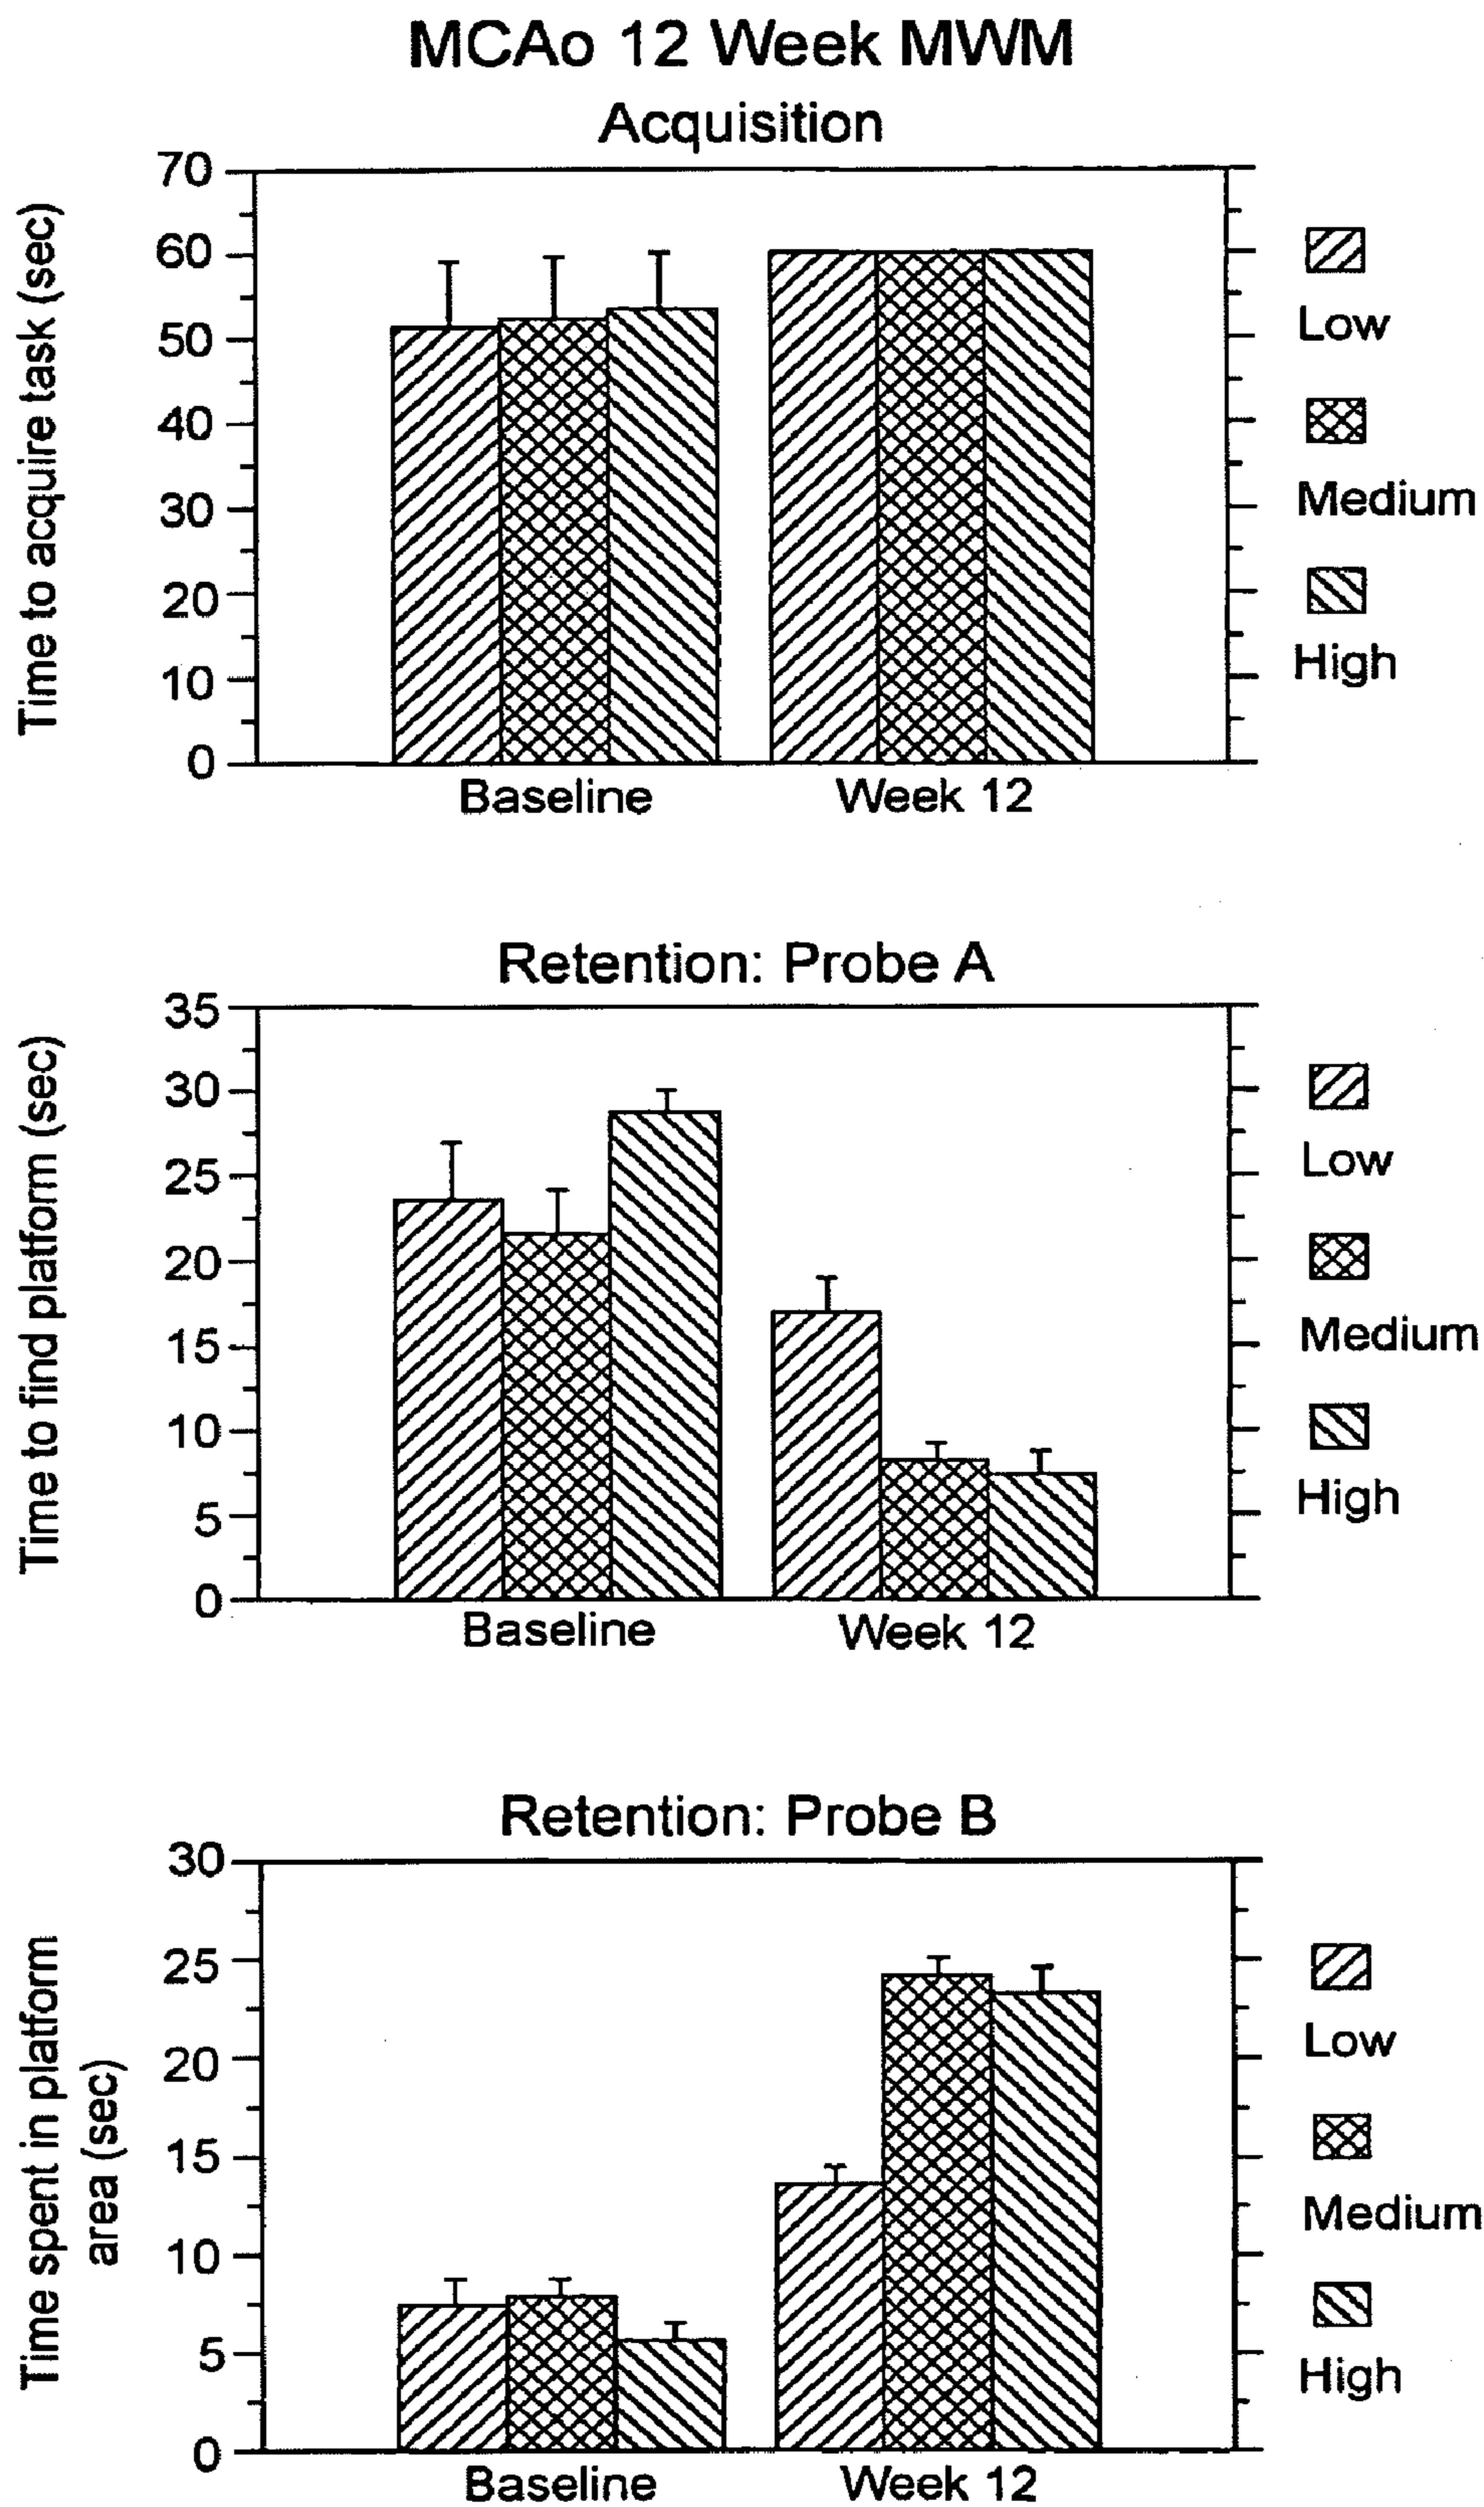 MCAo 12 Week MWM
Acquisition
Time to acquire task (sec)
70
60
50
40
30
20
10
0
Baseline
Week 12
Low
Medium
High
Retention: Probe A
Time to find platform (sec)
35
30
25
20
15
10
5
0
Baseline
Week 12
Low
Medium
High
Retention: Probe B
Time spent in platform
area (sec)
30
25
20
15
10
5
0
Baseline
Week 12
Low
Medium
High